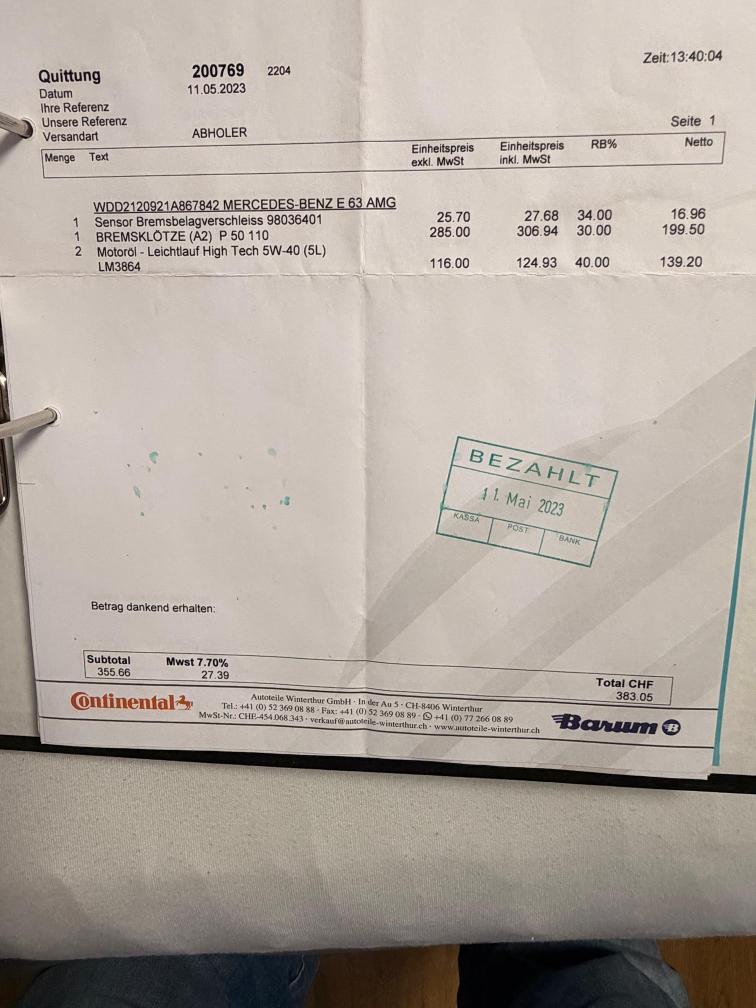 Zeit:13:40:04
Quittung 200769 2204
Datum 11.05.2023
Ihre Referenz
Unsere Referenz
Versandart ABHOLER
Seite 1
Menge Text Einheitspreis exkl. MwSt Einheitspreis inkl. MwSt RB% Netto
WDD2120921A867842 MERCEDES-BENZ E 63 AMG
1 Sensor Bremsbelagverschleiss 98036401 25.70 27.68 34.00 16.96
1 BREMSKLÖTZE (A2) P 50 110 285.00 306.94 30.00 199.50
2 Motoröl - Leichtlauf High Tech 5W-40 (5L)
LM3864 116.00 124.93 40.00 139.20
BEZAHLT
11. Mai 2023
KASSA POST BANK
Betrag dankend erhalten:
Subtotal Mwst 7.70% Total CHF
355.66 27.39 383.05
Continental
Autoteile Winterthur GmbH · In der Au 5 · CH-8406 Winterthur
Tel.: +41 (0) 52 369 08 88 · Fax: +41 (0) 52 369 08 89 · +41 (0) 77 266 08 89
MwSt-Nr.: CHE-454.068.343 · verkauf@autoteile-winterthur.ch · www.autoteile-winterthur.ch
Barum B